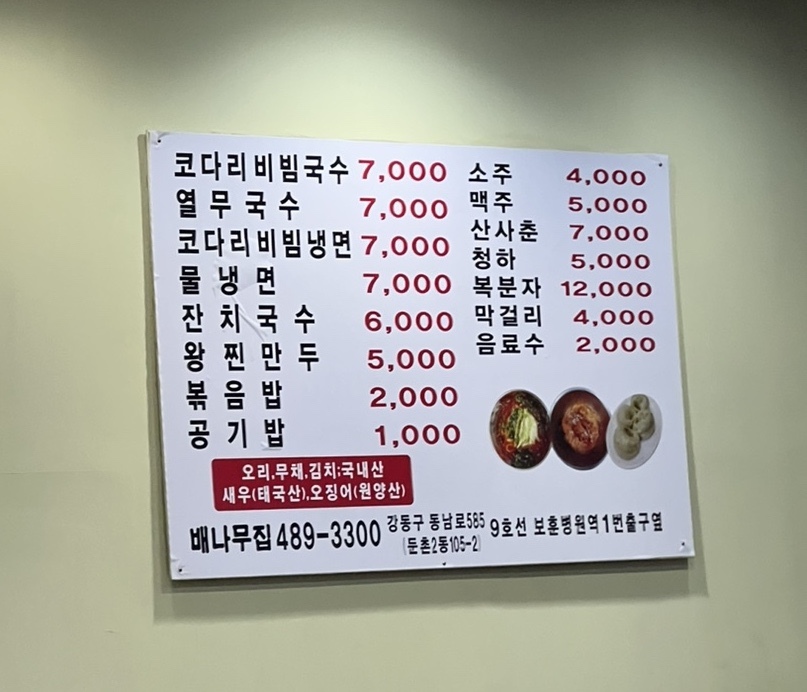 코다리비빔국수 7,000
열무국수 7,000
코다리비빔냉면 7,000
물냉면 7,000
잔치국수 6,000
왕찐만두 5,000
볶음밥 2,000
공기밥 1,000
소주 4,000
맥주 5,000
산사춘 7,000
청하 5,000
복분자 12,000
막걸리 4,000
음료수 2,000
오리,무채,김치;국내산
새우(태국산),오징어(원양산)
배나무집 489-3300
강동구 동남로585
(둔촌2동105-2)
9호선 보훈병원역1번출구옆